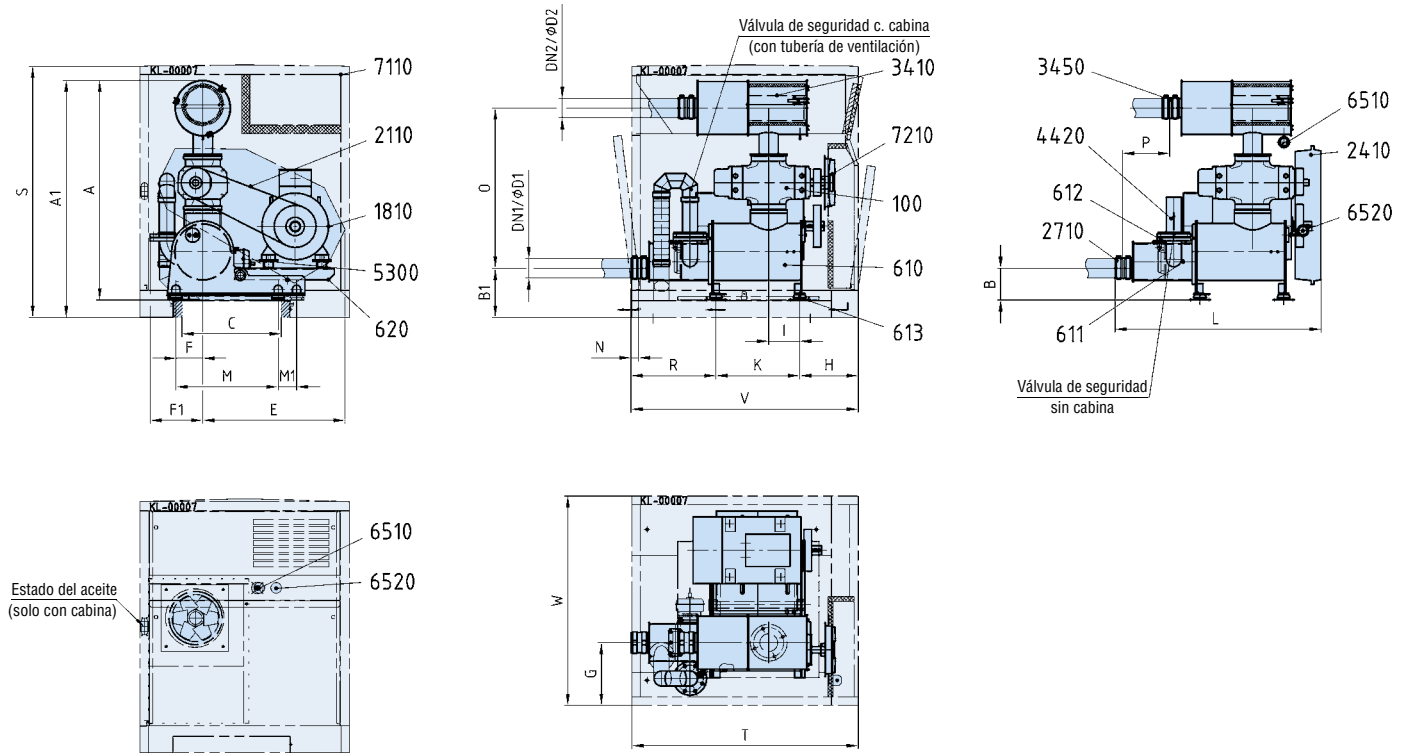 KL-00007
7110
2110
1810
5300
620
S
A1
A
C
F
M
M1
F1
E
Válvula de seguridad c. cabina
(con tubería de ventilación)
DN2/ϕD2
KL-00007
3410
7210
100
610
613
O
DN1/ϕD1
B1
N
I
R
K
H
V
3450
6510
4420
P
2410
612
6520
2710
B
L
611
Válvula de seguridad
sin cabina
KL-00007
6510
6520
Estado del aceite
(solo con cabina)
KL-00007
W
G
T